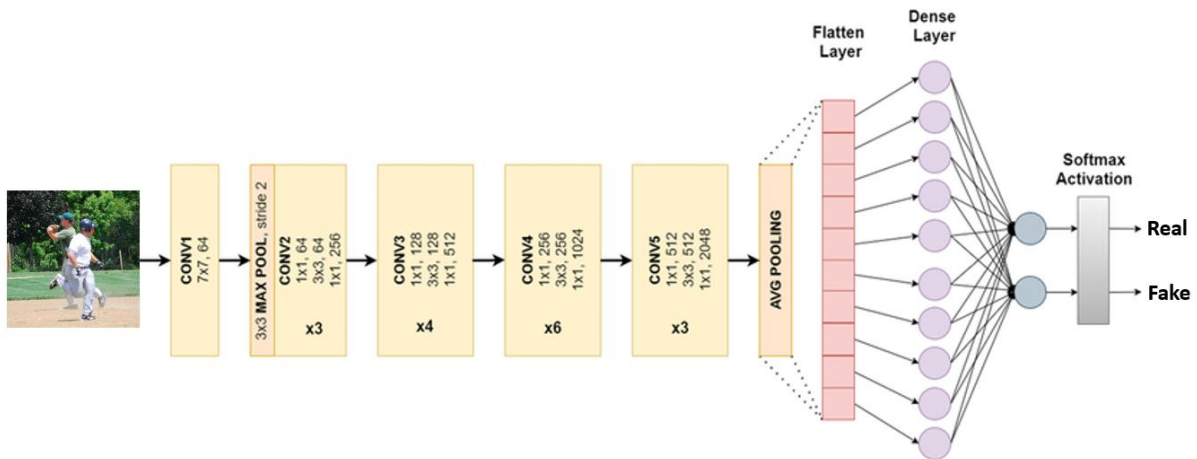 CONV1
7x7, 64
3x3 MAX POOL, stride 2
CONV2
1x1, 64
3x3, 64
1x1, 256
x3
CONV3
1x1, 128
3x3, 128
1x1, 512
x4
CONV4
1x1, 256
3x3, 256
1x1, 1024
x6
CONV5
1x1, 512
3x3, 512
1x1, 2048
x3
AVG POOLING
Flatten
Layer
Dense
Layer
Softmax
Activation
Real
Fake